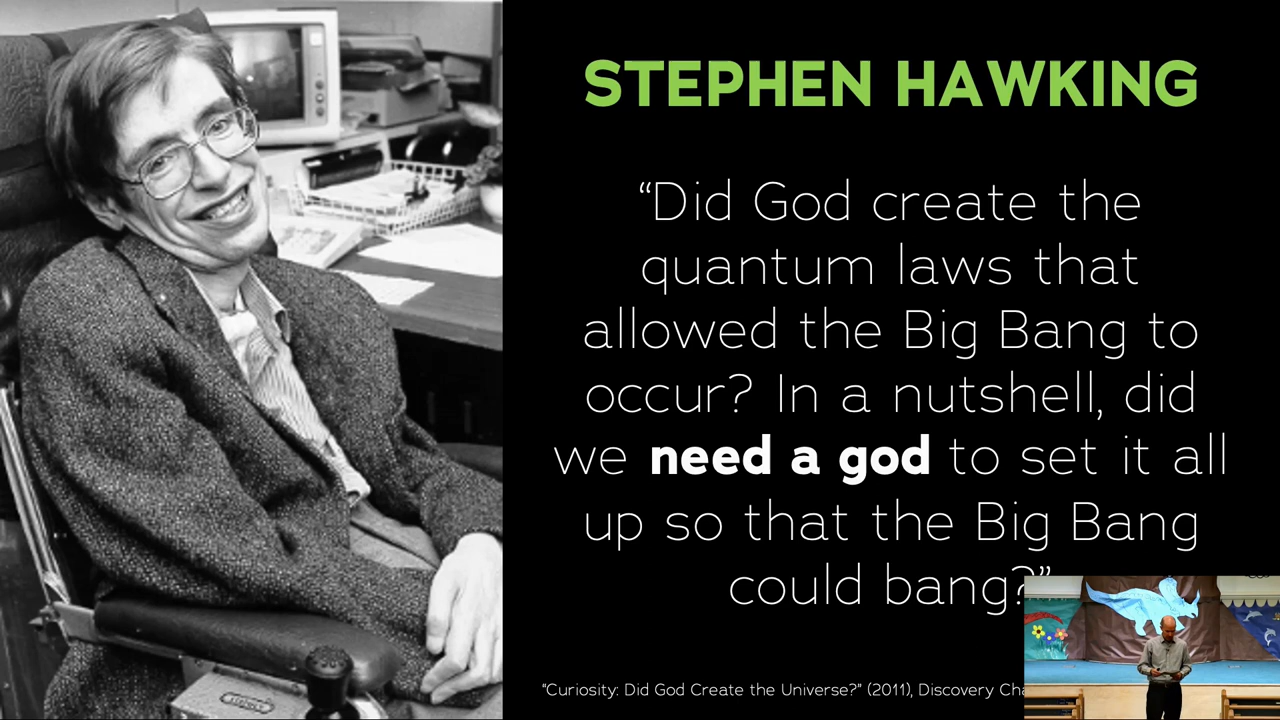 STEPHEN HAWKING
“Did God create the
quantum laws that
allowed the Big Bang to
occur? In a nutshell, did
we need a god to set it all
up so that the Big Bang
could bang?”
“Curiosity: Did God Create the Universe?” (2011), Discovery